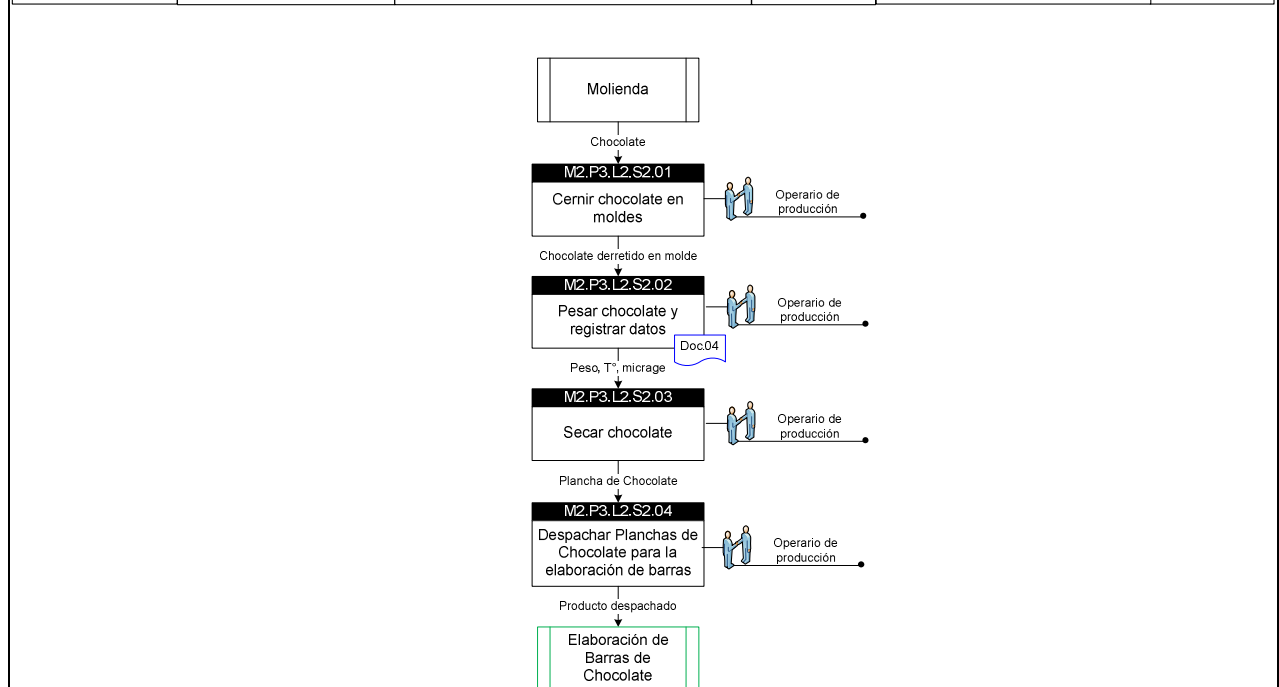 Molienda
Chocolate
M2.P3.L2.S2.01
Cernir chocolate en
moldes
Operario de
producción
Chocolate derretido en molde
M2.P3.L2.S2.02
Pesar chocolate y
registrar datos
Doc.04
Operario de
producción
Peso, T°, micrage
M2.P3.L2.S2.03
Secar chocolate
Operario de
producción
Plancha de Chocolate
M2.P3.L2.S2.04
Despachar Planchas de
Chocolate para la
elaboración de barras
Operario de
producción
Producto despachado
Elaboración de
Barras de
Chocolate